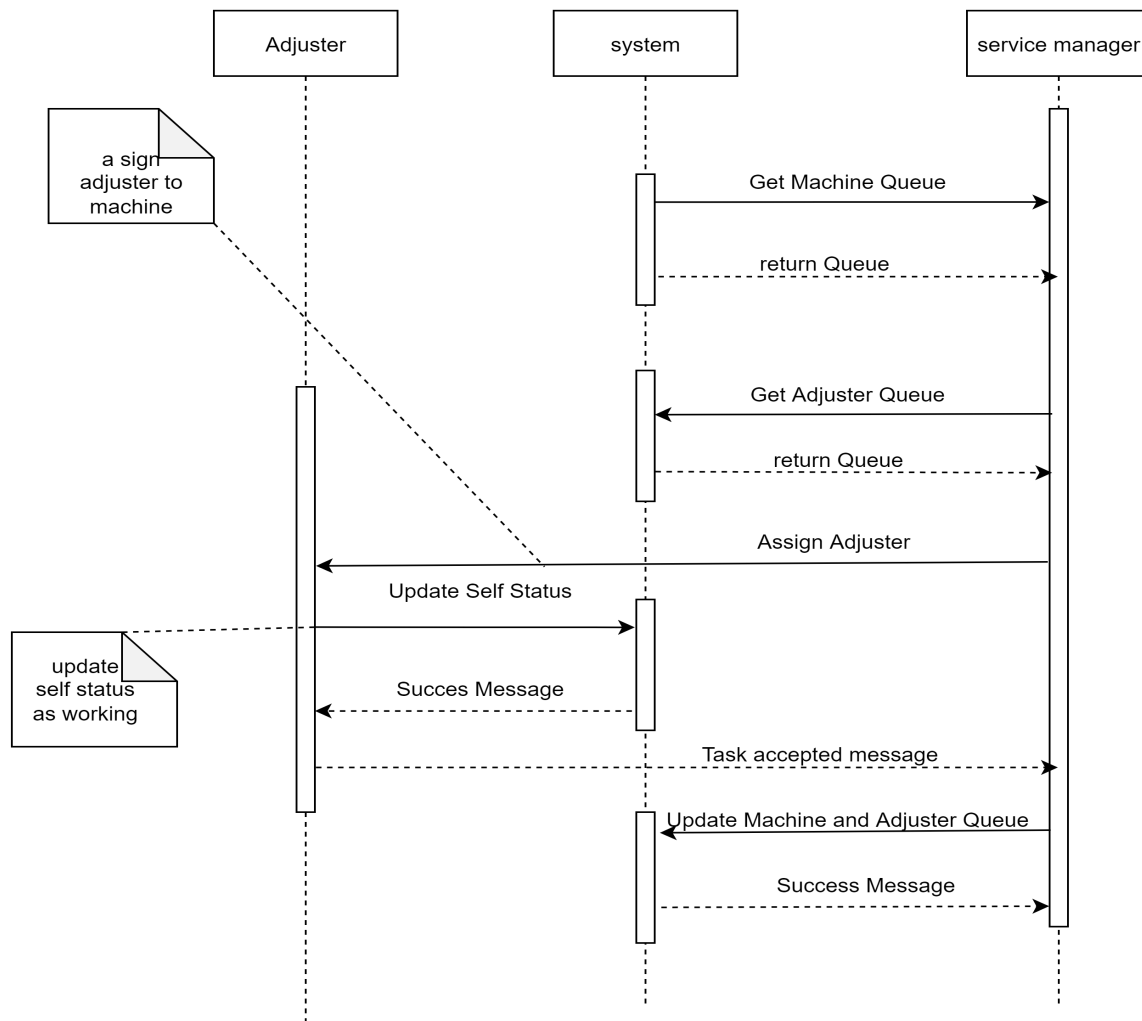 Adjuster
system
service manager
a sign
adjuster to
machine
Get Machine Queue
return Queue
Get Adjuster Queue
return Queue
Assign Adjuster
Update Self Status
update
self status
as working
Succes Message
Task accepted message
Update Machine and Adjuster Queue
Success Message